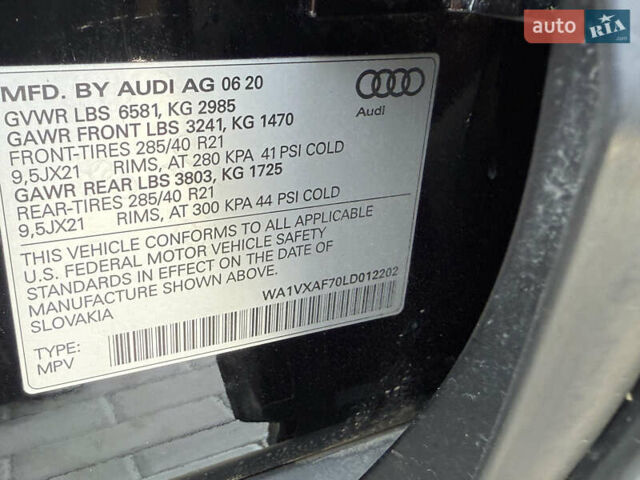 auto RIA
.com
MFD. BY AUDI AG 06 20
GVWR LBS 6581, KG 2985
GAWR FRONT LBS 3241, KG 1470
FRONT-TIRES 285/40 R21
9,5JX21 RIMS, AT 280 KPA 41 PSI COLD
GAWR REAR LBS 3803, KG 1725
REAR-TIRES 285/40 R21
9,5JX21 RIMS, AT 300 KPA 44 PSI COLD
Audi
THIS VEHICLE CONFORMS TO ALL APPLICABLE
U.S. FEDERAL MOTOR VEHICLE SAFETY
STANDARDS IN EFFECT ON THE DATE OF
MANUFACTURE SHOWN ABOVE.
SLOVAKIA
WA1VXAF70LD012202
TYPE:
MPV